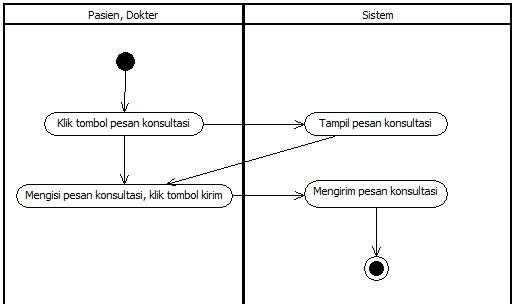 Pasien, Dokter
Sistem
Klik tombol pesan konsultasi
Tampil pesan konsultasi
Mengisi pesan konsultasi, klik tombol kirim
Mengirim pesan konsultasi